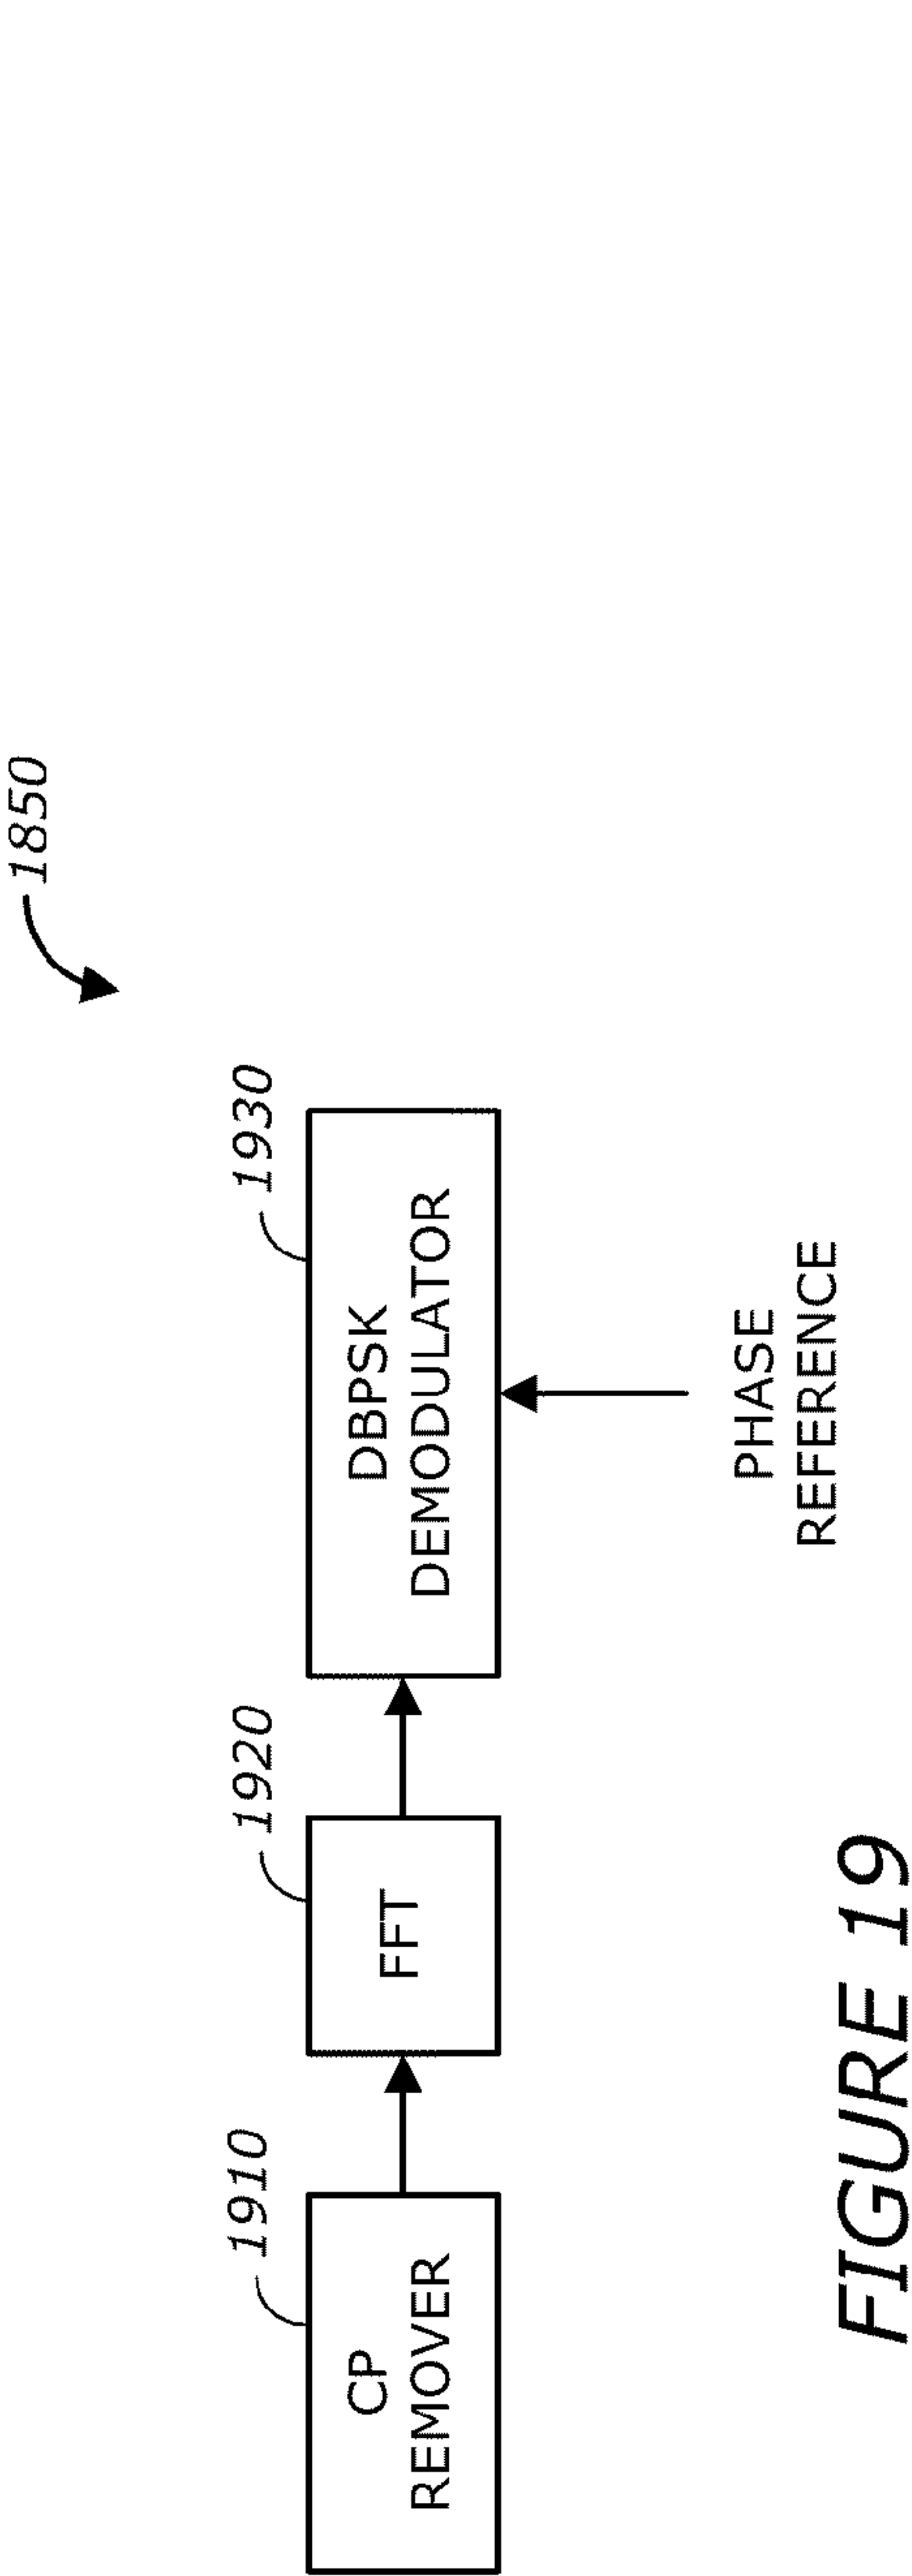 1850
1910
1920
1930
CP
REMOVER
FFT
DBPSK
DEMODULATOR
PHASE
REFERENCE
FIGURE 19